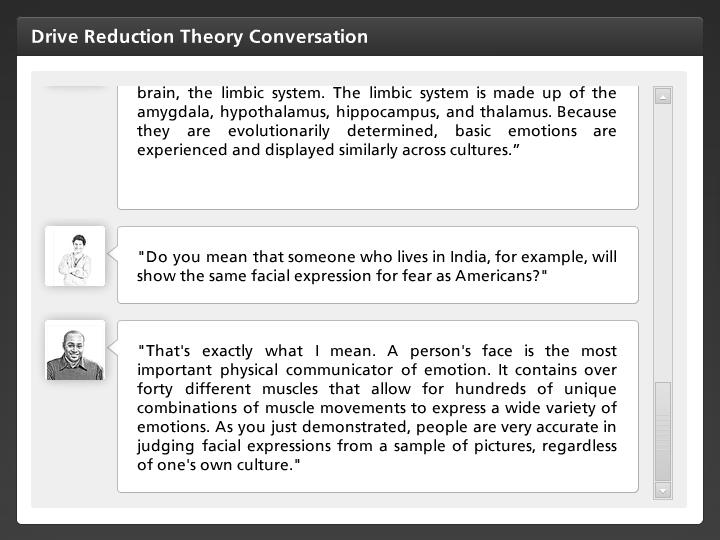 Drive Reduction Theory Conversation
brain, the limbic system. The limbic system is made up of the
amygdala, hypothalamus, hippocampus, and thalamus. Because
they are evolutionarily determined, basic emotions are
experienced and displayed similarly across cultures.”
"Do you mean that someone who lives in India, for example, will
show the same facial expression for fear as Americans?"
"That's exactly what I mean. A person's face is the most
important physical communicator of emotion. It contains over
forty different muscles that allow for hundreds of unique
combinations of muscle movements to express a wide variety of
emotions. As you just demonstrated, people are very accurate in
judging facial expressions from a sample of pictures, regardless
of one's own culture."